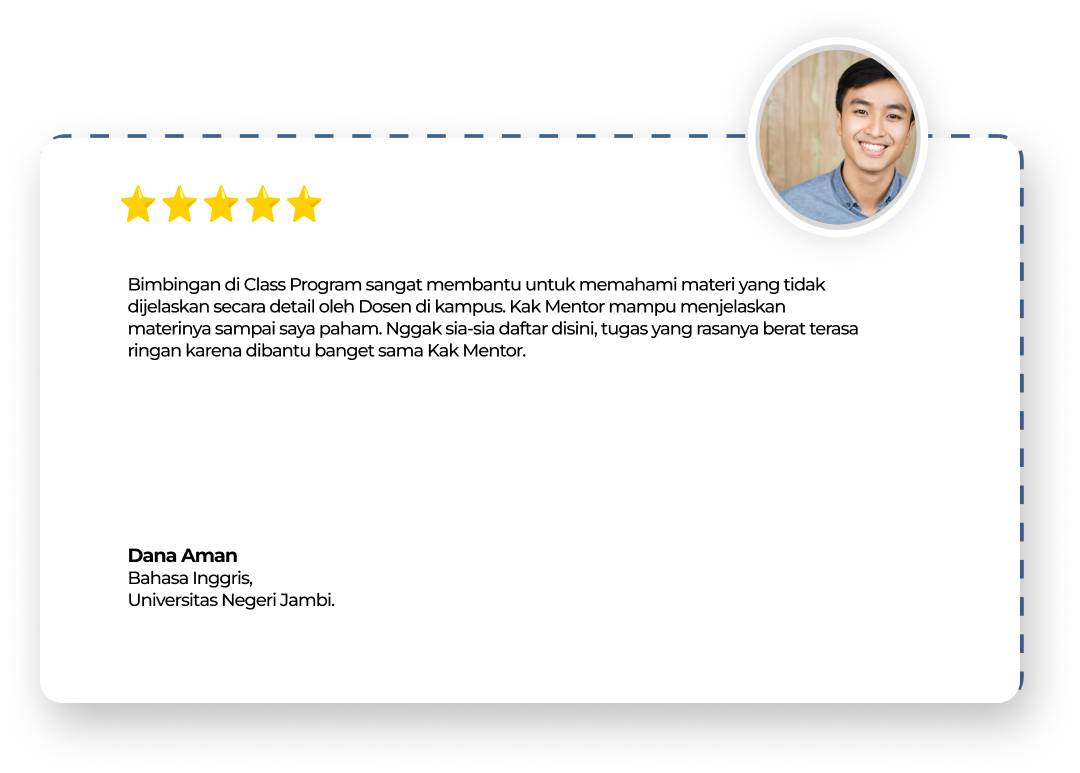 Bimbingan di Class Program sangat membantu untuk memahami materi yang tidak
dijelaskan secara detail oleh Dosen di kampus. Kak Mentor mampu menjelaskan
materinya sampai saya paham. Nggak sia-sia daftar disini, tugas yang rasanya berat terasa
ringan karena dibantu banget sama Kak Mentor.
Dana Aman
Bahasa Inggris,
Universitas Negeri Jambi.